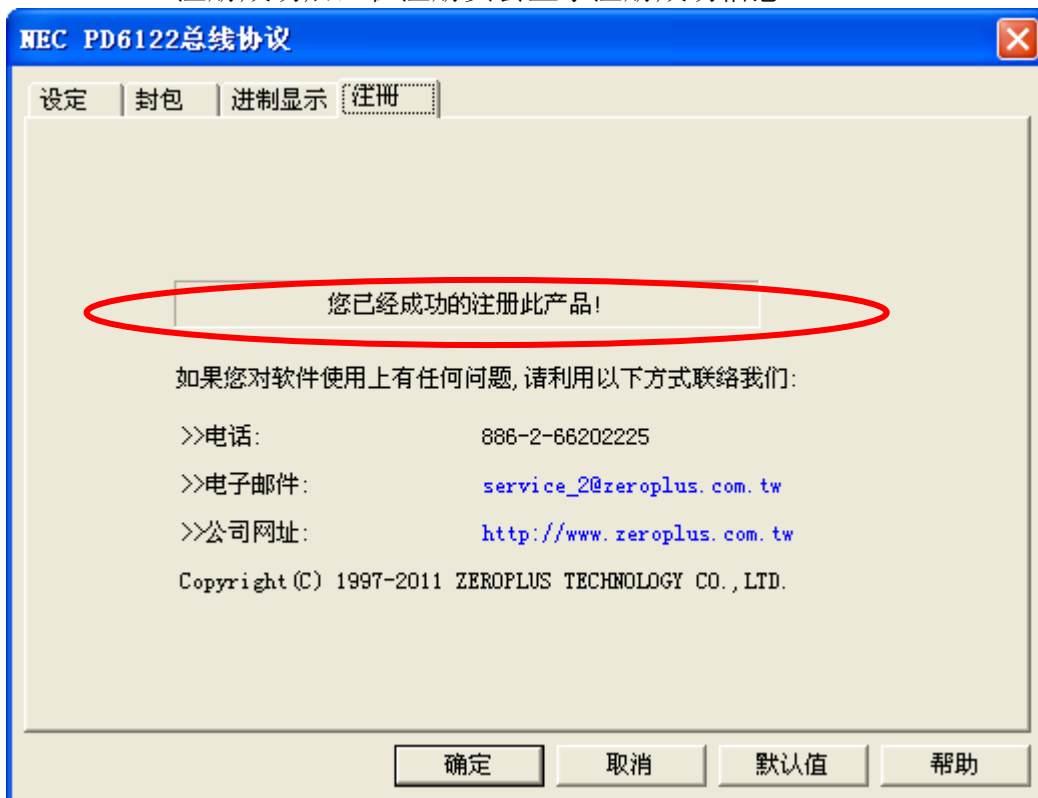 NEC PD6122总线协议
设定 封包 进制显示 注册
您已经成功的注册此产品!
如果您对软件使用上有任何问题,请利用以下方式联络我们:
>>电话: 886-2-66202225
>>电子邮件: service_2@zeroplus.com.tw
>>公司网址: http://www.zeroplus.com.tw
Copyright(C) 1997-2011 ZEROPLUS TECHNOLOGY CO.,LTD.
确定 取消 默认值 帮助